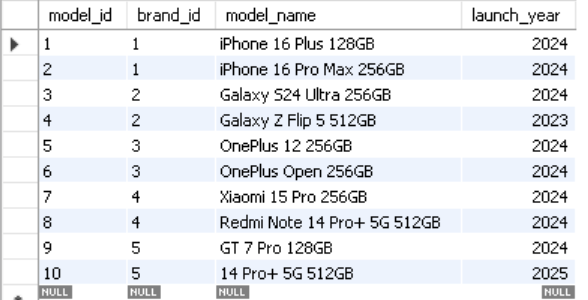 model_id brand_id model_name launch_year
1 1 iPhone 16 Plus 128GB 2024
2 1 iPhone 16 Pro Max 256GB 2024
3 2 Galaxy S24 Ultra 256GB 2024
4 2 Galaxy Z Flip 5 512GB 2023
5 3 OnePlus 12 256GB 2024
6 3 OnePlus Open 256GB 2024
7 4 Xiaomi 15 Pro 256GB 2024
8 4 Redmi Note 14 Pro+ 5G 512GB 2024
9 5 GT 7 Pro 128GB 2024
10 5 14 Pro+ 5G 512GB 2025
NULL NULL NULL NULL